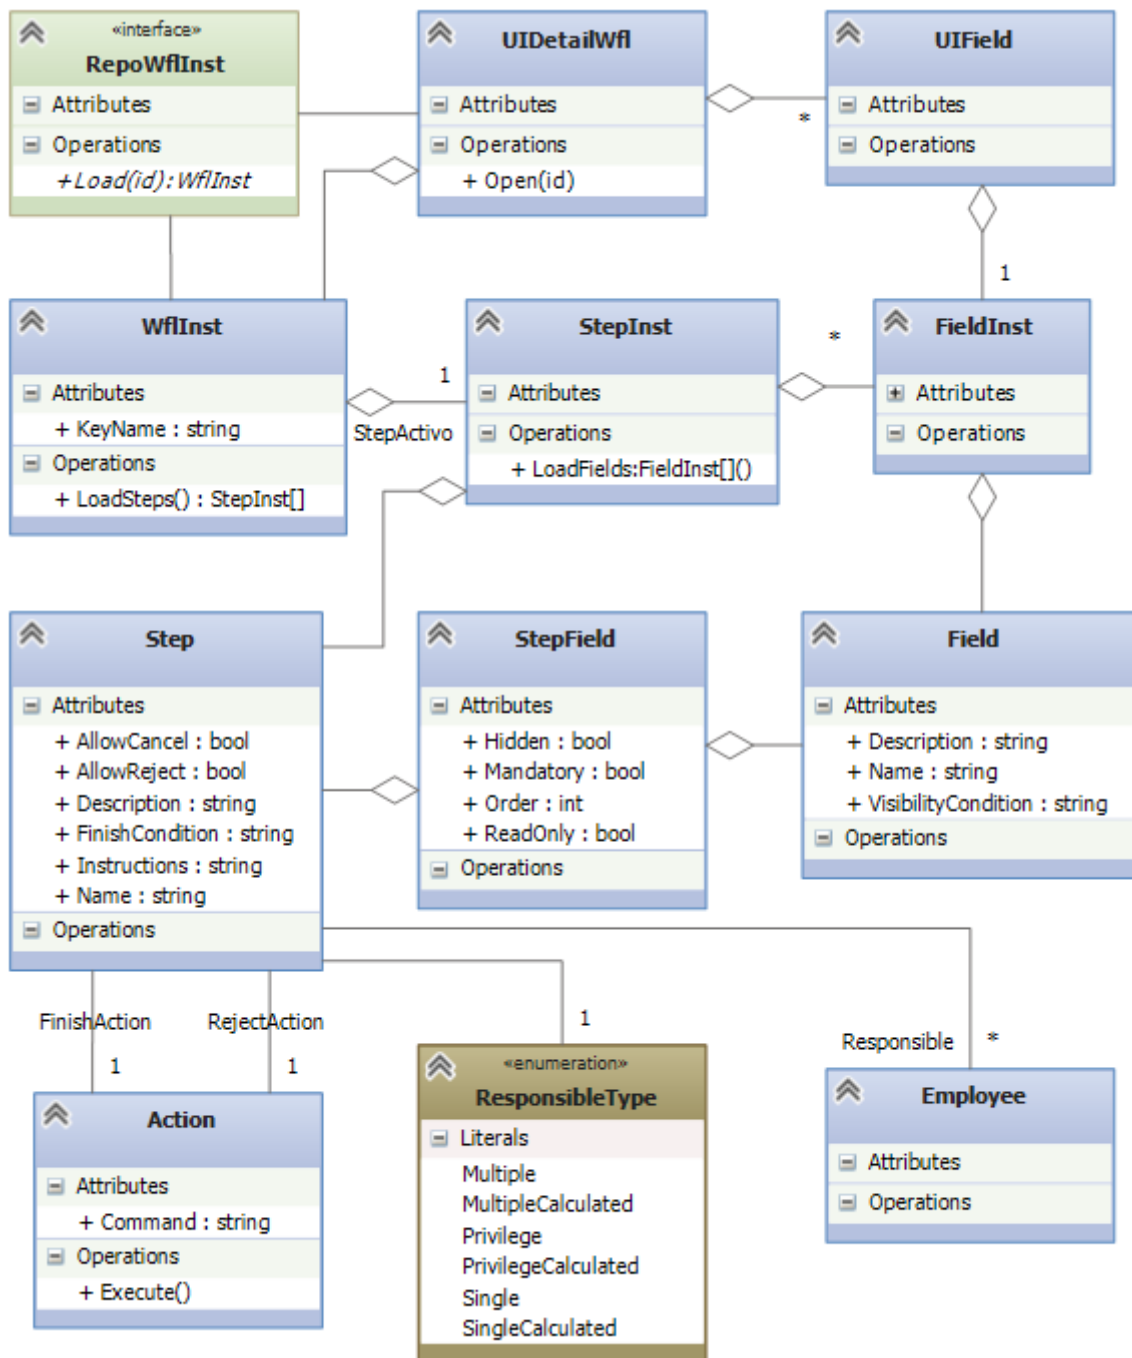 «interface»
RepoWflInst
Attributes
Operations
+Load(id):WflInst
UIDetailWfl
Attributes
Operations
+ Open(id)
*
UIField
Attributes
Operations
1
WflInst
Attributes
+ KeyName : string
Operations
+ LoadSteps() : StepInst[]
1
StepActivo
StepInst
Attributes
Operations
+ LoadFields:FieldInst[]()
*
FieldInst
Attributes
Operations
Step
Attributes
+ AllowCancel : bool
+ AllowReject : bool
+ Description : string
+ FinishCondition : string
+ Instructions : string
+ Name : string
Operations
StepField
Attributes
+ Hidden : bool
+ Mandatory : bool
+ Order : int
+ ReadOnly : bool
Operations
Field
Attributes
+ Description : string
+ Name : string
+ VisibilityCondition : string
Operations
FinishAction
1
RejectAction
1
1
Responsible
*
Action
Attributes
+ Command : string
Operations
+ Execute()
«enumeration»
ResponsibleType
Literals
Multiple
MultipleCalculated
Privilege
PrivilegeCalculated
Single
SingleCalculated
Employee
Attributes
Operations